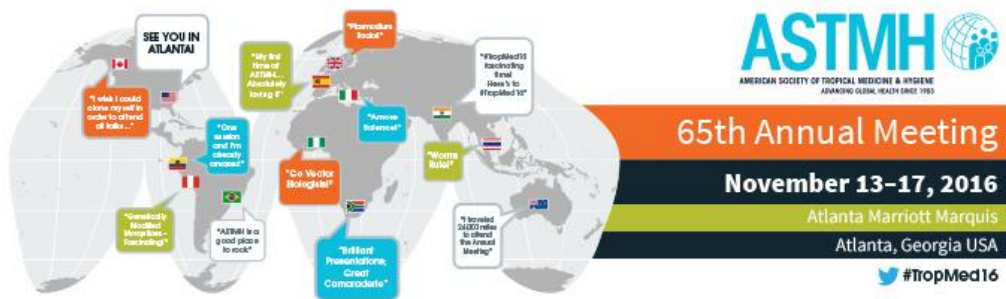 SEE YOU IN
ATLANTA!
"I wish I could
clone myself in
order to attend
all talks..."
"One
session
and I'm
already
amazed"
"Genetically
Modified
Mosquitoes –
Fascinating!"
"ASTMH is a
good place
to rock"
"My first
time at
ASTMH...
Absolutely
loving it"
"Plasmodium
Rocks!"
"Amore
Science!"
"Go Vector
Biologists!"
"Brilliant
Presentations;
Great
Camaraderie"
"#TropMed15
fascinating
time!
Here's to
#TropMed16"
"Worms
Rule!"
"I traveled
24,000 miles
to attend
the Annual
Meeting"
ASTMH
AMERICAN SOCIETY OF TROPICAL MEDICINE & HYGIENE
ADVANCING GLOBAL HEALTH SINCE 1903
65th Annual Meeting
November 13–17, 2016
Atlanta Marriott Marquis
Atlanta, Georgia USA
#TropMed16